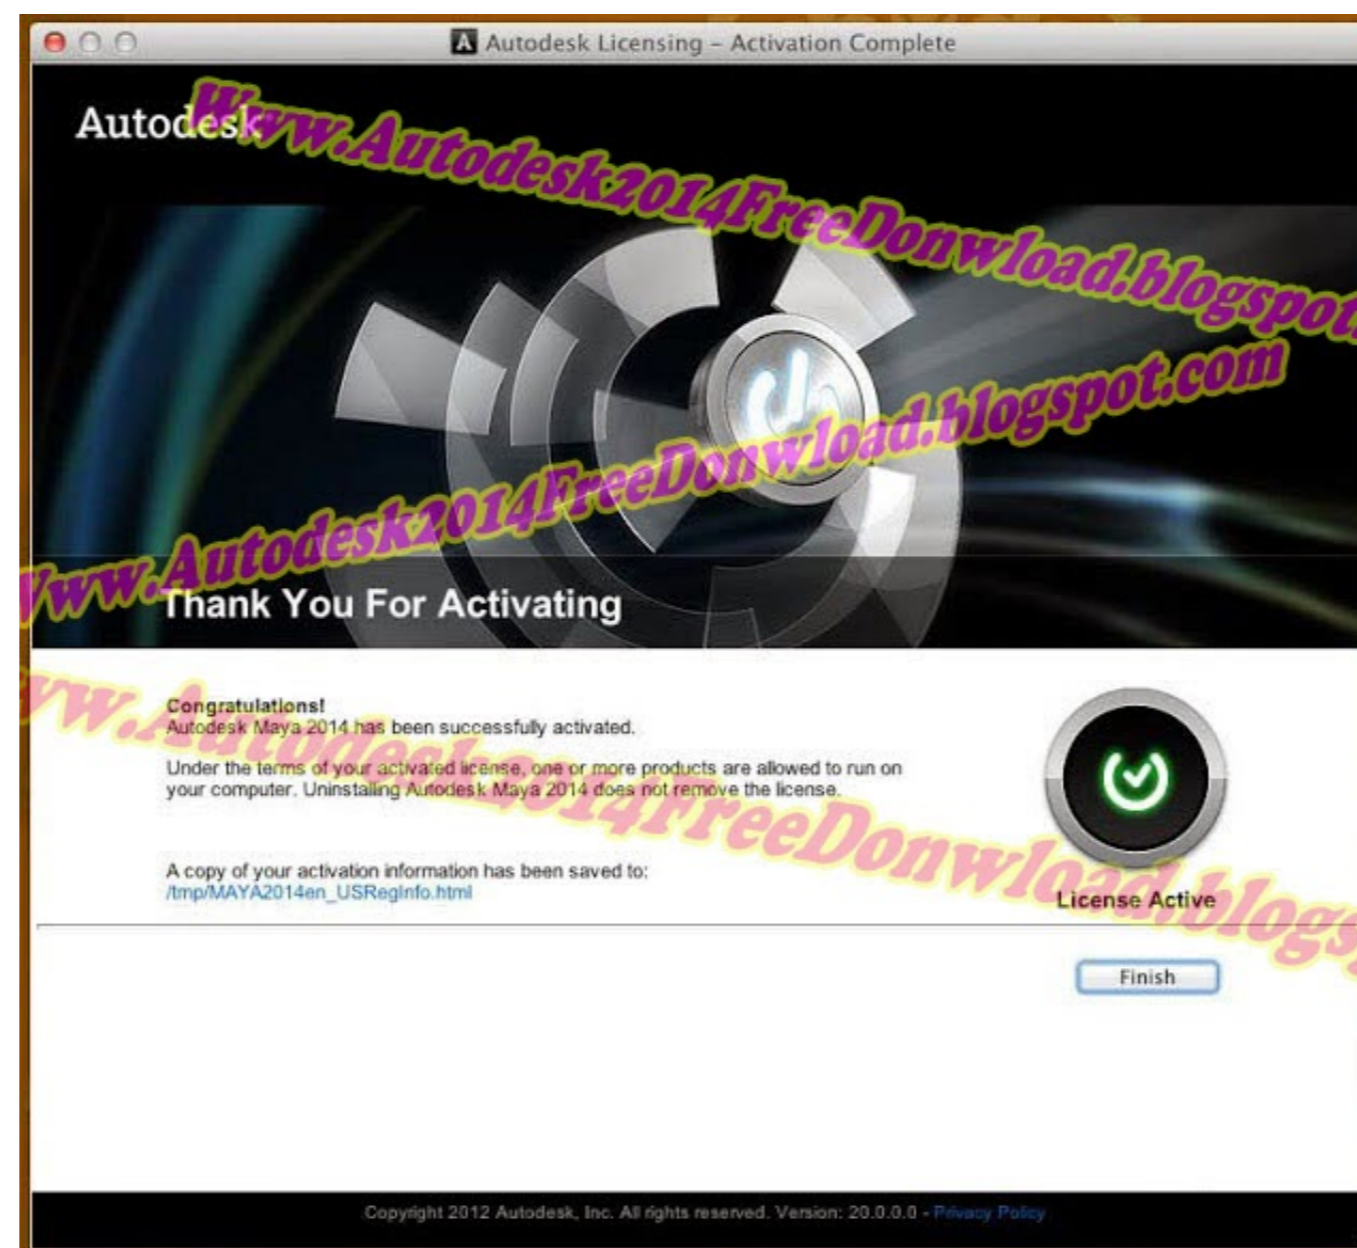 Autodesk Licensing – Activation Complete
Autodesk
Www.Autodesk2014FreeDonwload.blogspot.
Www.Autodesk2014FreeDonwload.blogspot.com
Thank You For Activating
Congratulations!
Autodesk Maya 2014 has been successfully activated.
Under the terms of your activated license, one or more products are allowed to run on
your computer. Uninstalling Autodesk Maya 2014 does not remove the license.
www.Autodesk2014FreeDonwload.blogs
A copy of your activation information has been saved to:
/tmp/MAYA2014en_USRegInfo.html
License Active
Finish
Copyright 2012 Autodesk, Inc. All rights reserved. Version: 20.0.0.0 - Privacy Policy